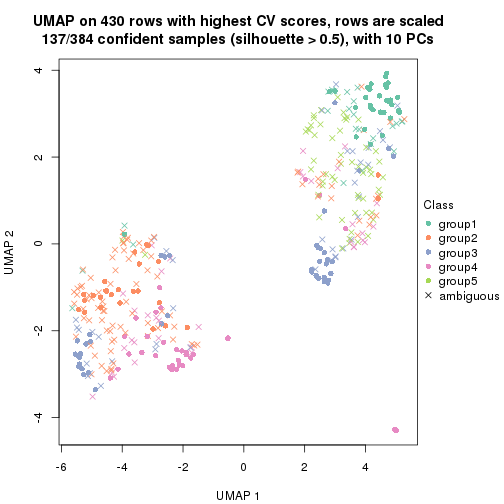 UMAP on 430 rows with highest CV scores, rows are scaled
137/384 confident samples (silhouette > 0.5), with 10 PCs
4
2
0
-2
-4
UMAP 2
-6
-4
-2
0
2
4
UMAP 1
Class
group1
group2
group3
group4
group5
ambiguous